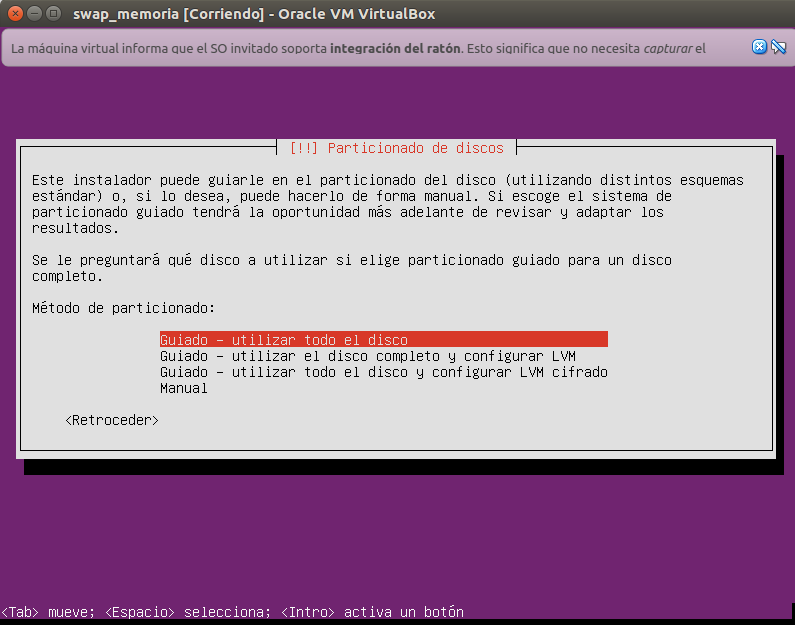 swap_memoria [Corriendo] - Oracle VM VirtualBox
La máquina virtual informa que el SO invitado soporta integración del ratón. Esto significa que no necesita capturar el
[!!] Particionado de discos
Este instalador puede guiarle en el particionado del disco (utilizando distintos esquemas
estándar) o, si lo desea, puede hacerlo de forma manual. Si escoge el sistema de
particionado guiado tendrá la oportunidad más adelante de revisar y adaptar los
resultados.
Se le preguntará qué disco a utilizar si elige particionado guiado para un disco
completo.
Método de particionado:
Guiado - utilizar todo el disco
Guiado - utilizar el disco completo y configurar LVM
Guiado - utilizar todo el disco y configurar LVM cifrado
Manual
<Retroceder>
<Tab> mueve; <Espacio> selecciona; <Intro> activa un botón